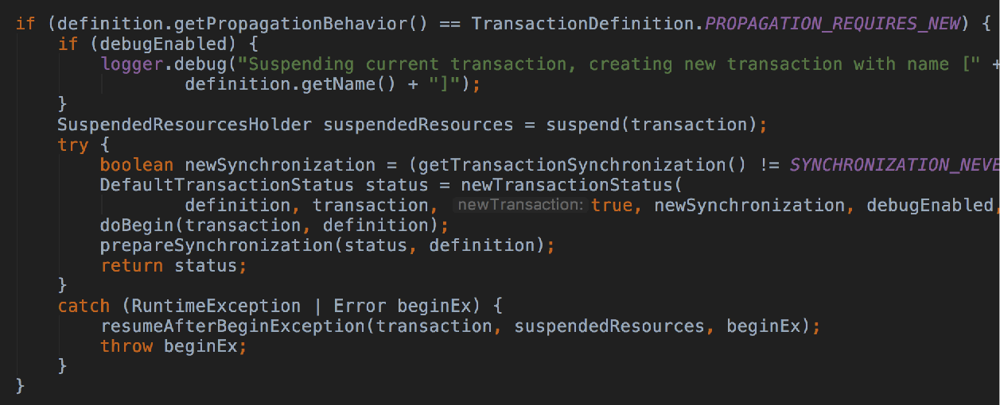 if (definition.getPropagationBehavior() == TransactionDefinition.PROPAGATION_REQUIRES_NEW) {
if (debugEnabled) {
logger.debug("Suspending current transaction, creating new transaction with name [" +
definition.getName() + "]");
}
SuspendedResourcesHolder suspendedResources = suspend(transaction);
try {
boolean newSynchronization = (getTransactionSynchronization() != SYNCHRONIZATION_NEVE
DefaultTransactionStatus status = newTransactionStatus(
definition, transaction, newTransaction: true, newSynchronization, debugEnabled,
doBegin(transaction, definition);
prepareSynchronization(status, definition);
return status;
}
catch (RuntimeException | Error beginEx) {
resumeAfterBeginException(transaction, suspendedResources, beginEx);
throw beginEx;
}
}